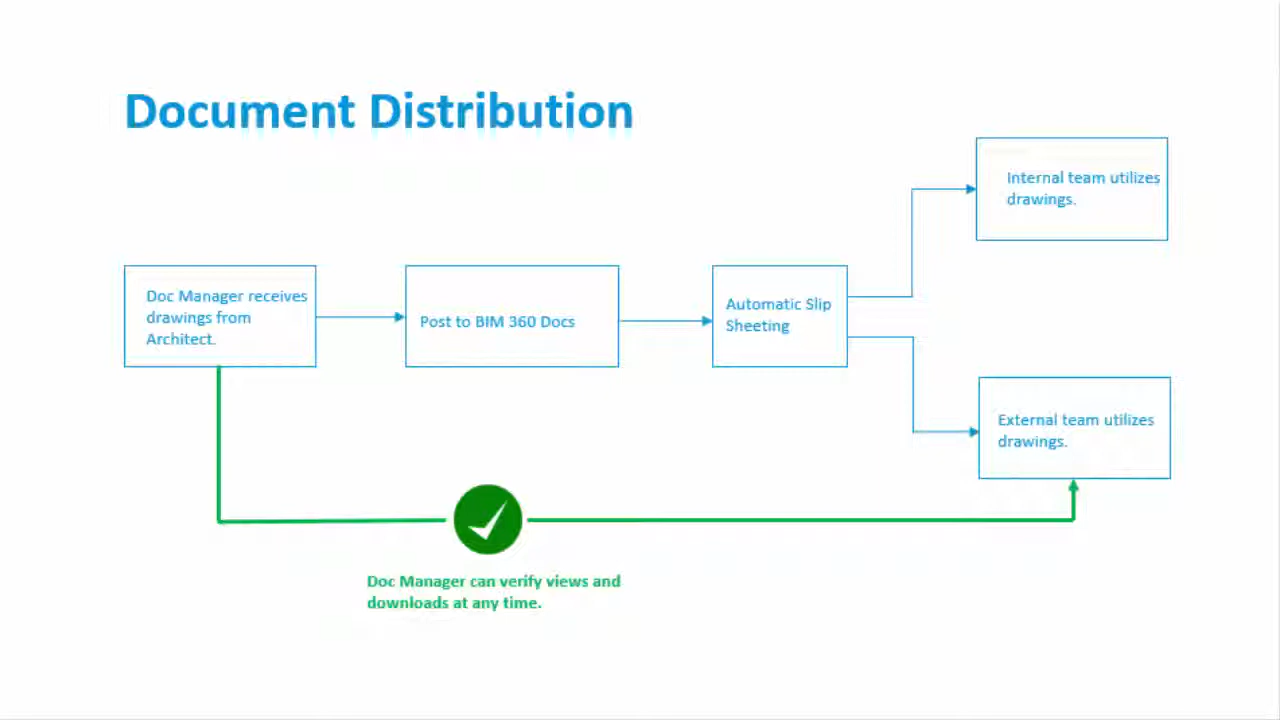 Document Distribution
Internal team utilizes
drawings.
Doc Manager receives
drawings from
Architect.
Post to BIM 360 Docs
Automatic Slip
Sheeting
External team utilizes
drawings.
Doc Manager can verify views and
downloads at any time.